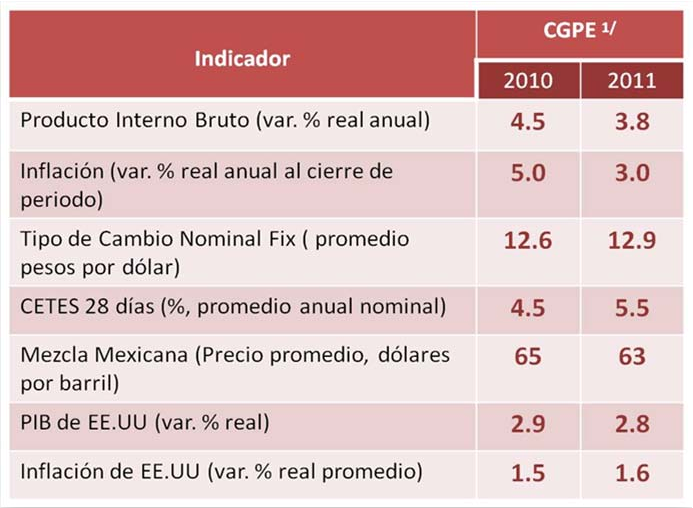 Indicador
CGPE 1/
2010 2011
Producto Interno Bruto (var. % real anual) 4.5 3.8
Inflación (var. % real anual al cierre de
periodo) 5.0 3.0
Tipo de Cambio Nominal Fix ( promedio
pesos por dólar) 12.6 12.9
CETES 28 días (%, promedio anual nominal) 4.5 5.5
Mezcla Mexicana (Precio promedio, dólares
por barril) 65 63
PIB de EE.UU (var. % real) 2.9 2.8
Inflación de EE.UU (var. % real promedio) 1.5 1.6